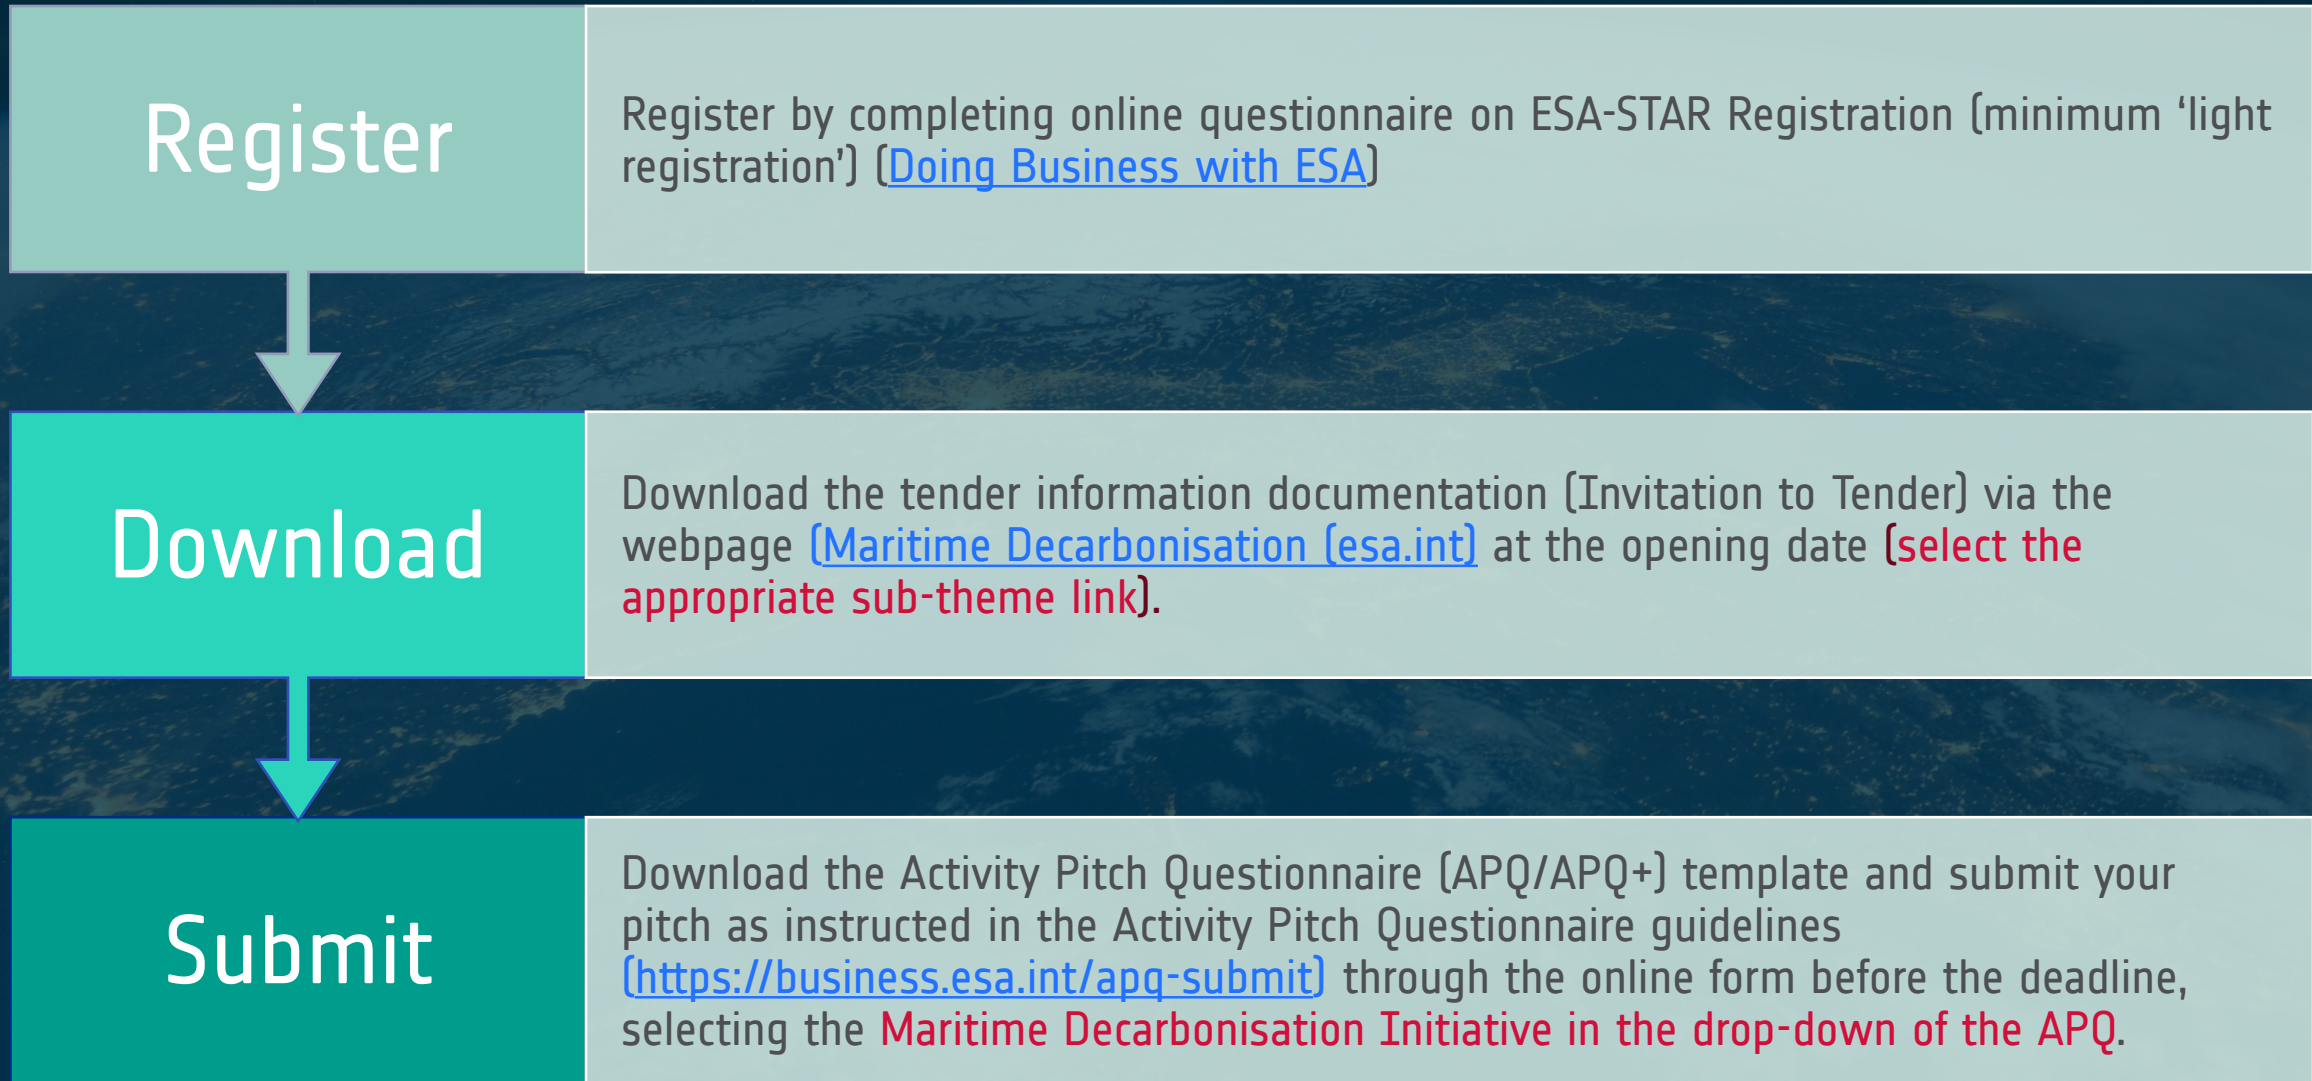 Register
Register by completing online questionnaire on ESA-STAR Registration (minimum ‘light
registration’) (Doing Business with ESA)
Download
Download the tender information documentation (Invitation to Tender) via the
webpage (Maritime Decarbonisation (esa.int) at the opening date (select the
appropriate sub-theme link).
Submit
Download the Activity Pitch Questionnaire (APQ/APQ+) template and submit your
pitch as instructed in the Activity Pitch Questionnaire guidelines
(https://business.esa.int/apq-submit) through the online form before the deadline,
selecting the Maritime Decarbonisation Initiative in the drop-down of the APQ.